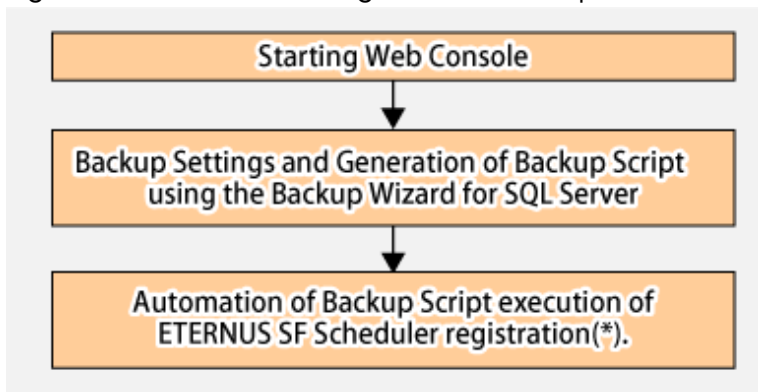 Starting Web Console
Backup Settings and Generation of Backup Script
using the Backup Wizard for SQL Server
Automation of Backup Script execution of
ETERNUS SF Scheduler registration(*).